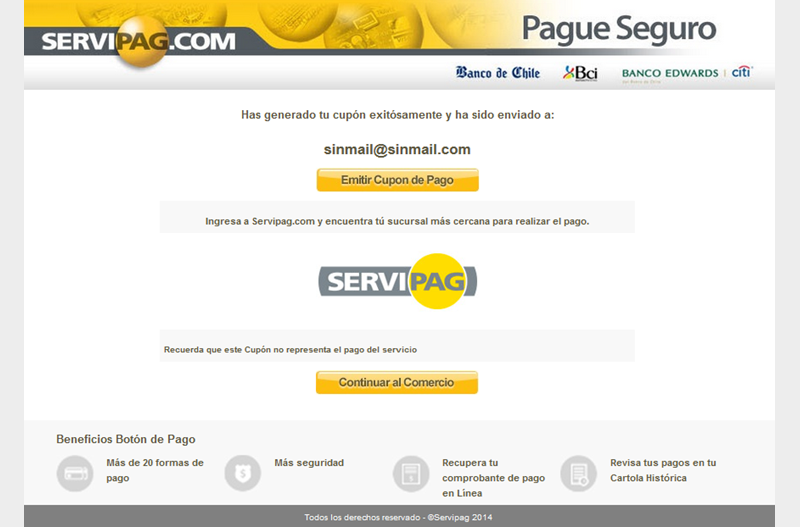 SERVIPAG.COM
Pague Seguro
Banco de Chile
Bci
BANCO EDWARDS | citi
Has generado tu cupón exitósamente y ha sido enviado a:
sinmail@sinmail.com
Emitir Cupon de Pago
Ingresa a Servipag.com y encuentra tú sucursal más cercana para realizar el pago.
SERVIPAG
Recuerda que este Cupón no representa el pago del servicio
Continuar al Comercio
Beneficios Botón de Pago
Más de 20 formas de
pago
Más seguridad
Recupera tu
comprobante de pago
en Línea
Revisa tus pagos en tu
Cartola Histórica
Todos los derechos reservado - ©Servipag 2014